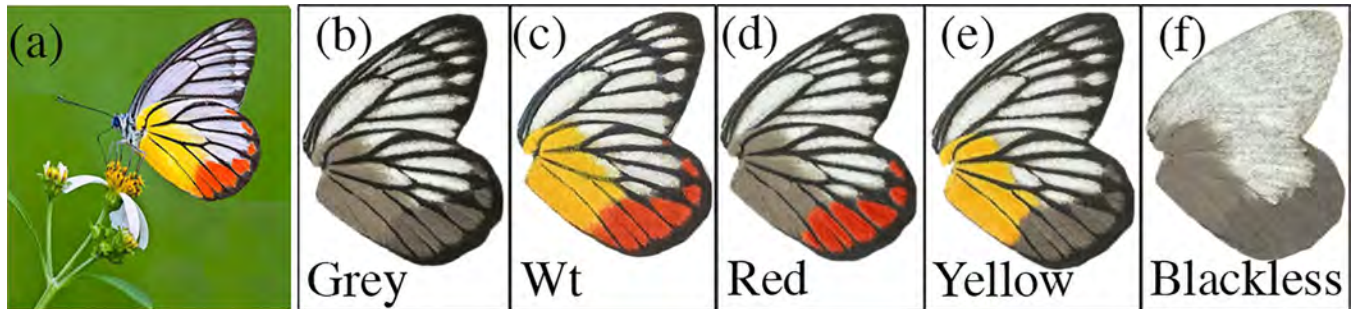 (a)
(b)
(c)
(d)
(e)
(f)
Grey
Wt
Red
Yellow
Blackless